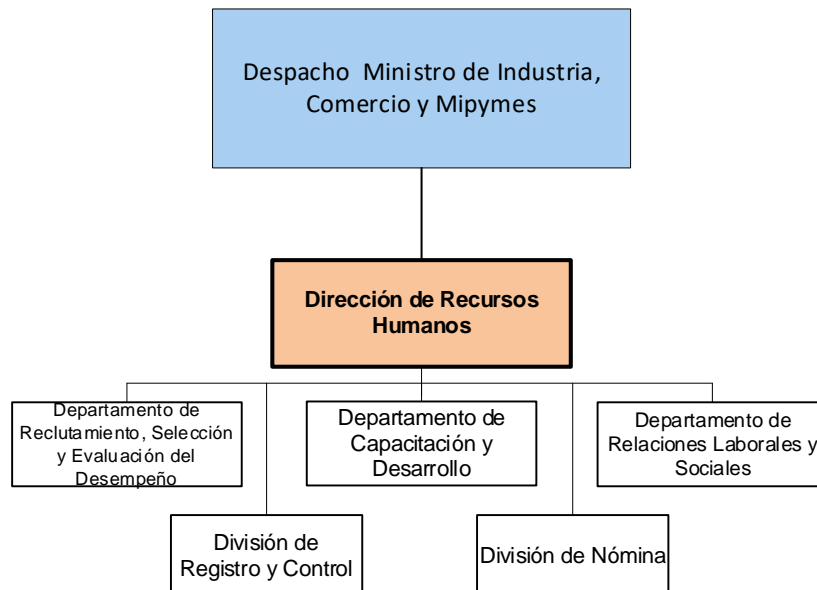 Despacho Ministro de Industria,
Comercio y Mipymes
Dirección de Recursos
Humanos
Departamento de
Reclutamiento, Selección
y Evaluación del
Desempeño
Departamento de
Capacitación y
Desarrollo
Departamento de
Relaciones Laborales y
Sociales
División de
Registro y Control
División de Nómina